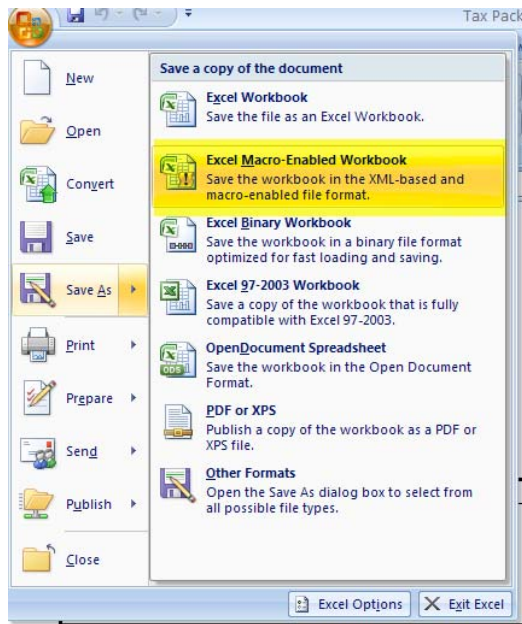 Tax Pack
New
Open
Convert
Save
Save As
Print
Prepare
Send
Publish
Close
Save a copy of the document
Excel Workbook
Save the file as an Excel Workbook.
Excel Macro-Enabled Workbook
Save the workbook in the XML-based and
macro-enabled file format.
Excel Binary Workbook
Save the workbook in a binary file format
optimized for fast loading and saving.
Excel 97-2003 Workbook
Save a copy of the workbook that is fully
compatible with Excel 97-2003.
OpenDocument Spreadsheet
Save the workbook in the Open Document
Format.
PDF or XPS
Publish a copy of the workbook as a PDF or
XPS file.
Other Formats
Open the Save As dialog box to select from
all possible file types.
Excel Options
Exit Excel